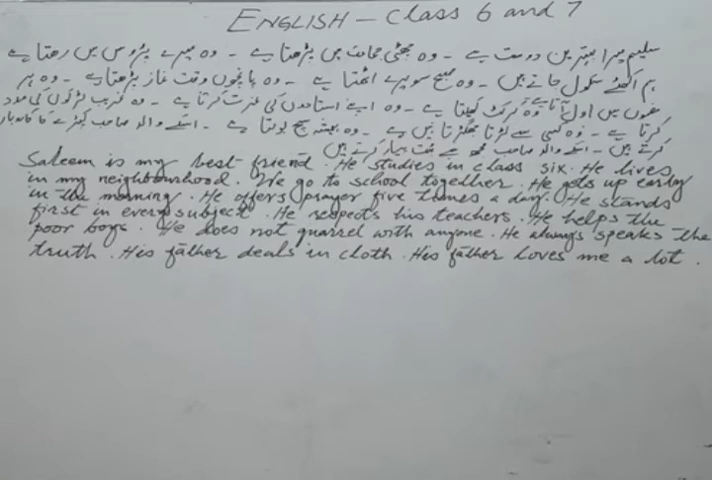 ENGLISH - Class 6 and 7
سلیم میرا بہترین دوست ہے - وہ چھٹی جماعت میں پڑھتا ہے - وہ میرے پڑوس میں رہتا ہے
ہم اکٹھے سکول جاتے ہیں - وہ صبح سویرے اٹھتا ہے - وہ پانچوں وقت نماز پڑھتا ہے - وہ ہر
میں اول آتا ہے - وہ کرکٹ کھیلتا ہے - وہ اپنے استادوں کی عزت کرتا ہے - وہ غریب لڑکوں کی مدد
کرتا ہے - وہ کسی سے لڑتا جھگڑتا نہیں ہے - وہ ہمیشہ سچ بولتا ہے - اسکے والد صاحب کپڑے کا کاروبار
کرتے ہیں - اسکے والد صاحب مجھ سے بہت پیار کرتے ہیں
Saleem is my best friend. He studies in class six. He lives
in my neighbourhood. We go to school together. He gets up early
in the morning. He offers prayer five times a day. He stands
first in every subject. He respects his teachers. He helps the
poor boys. He does not quarrel with anyone. He always speaks the
truth. His father deals in cloth. His father loves me a lot.